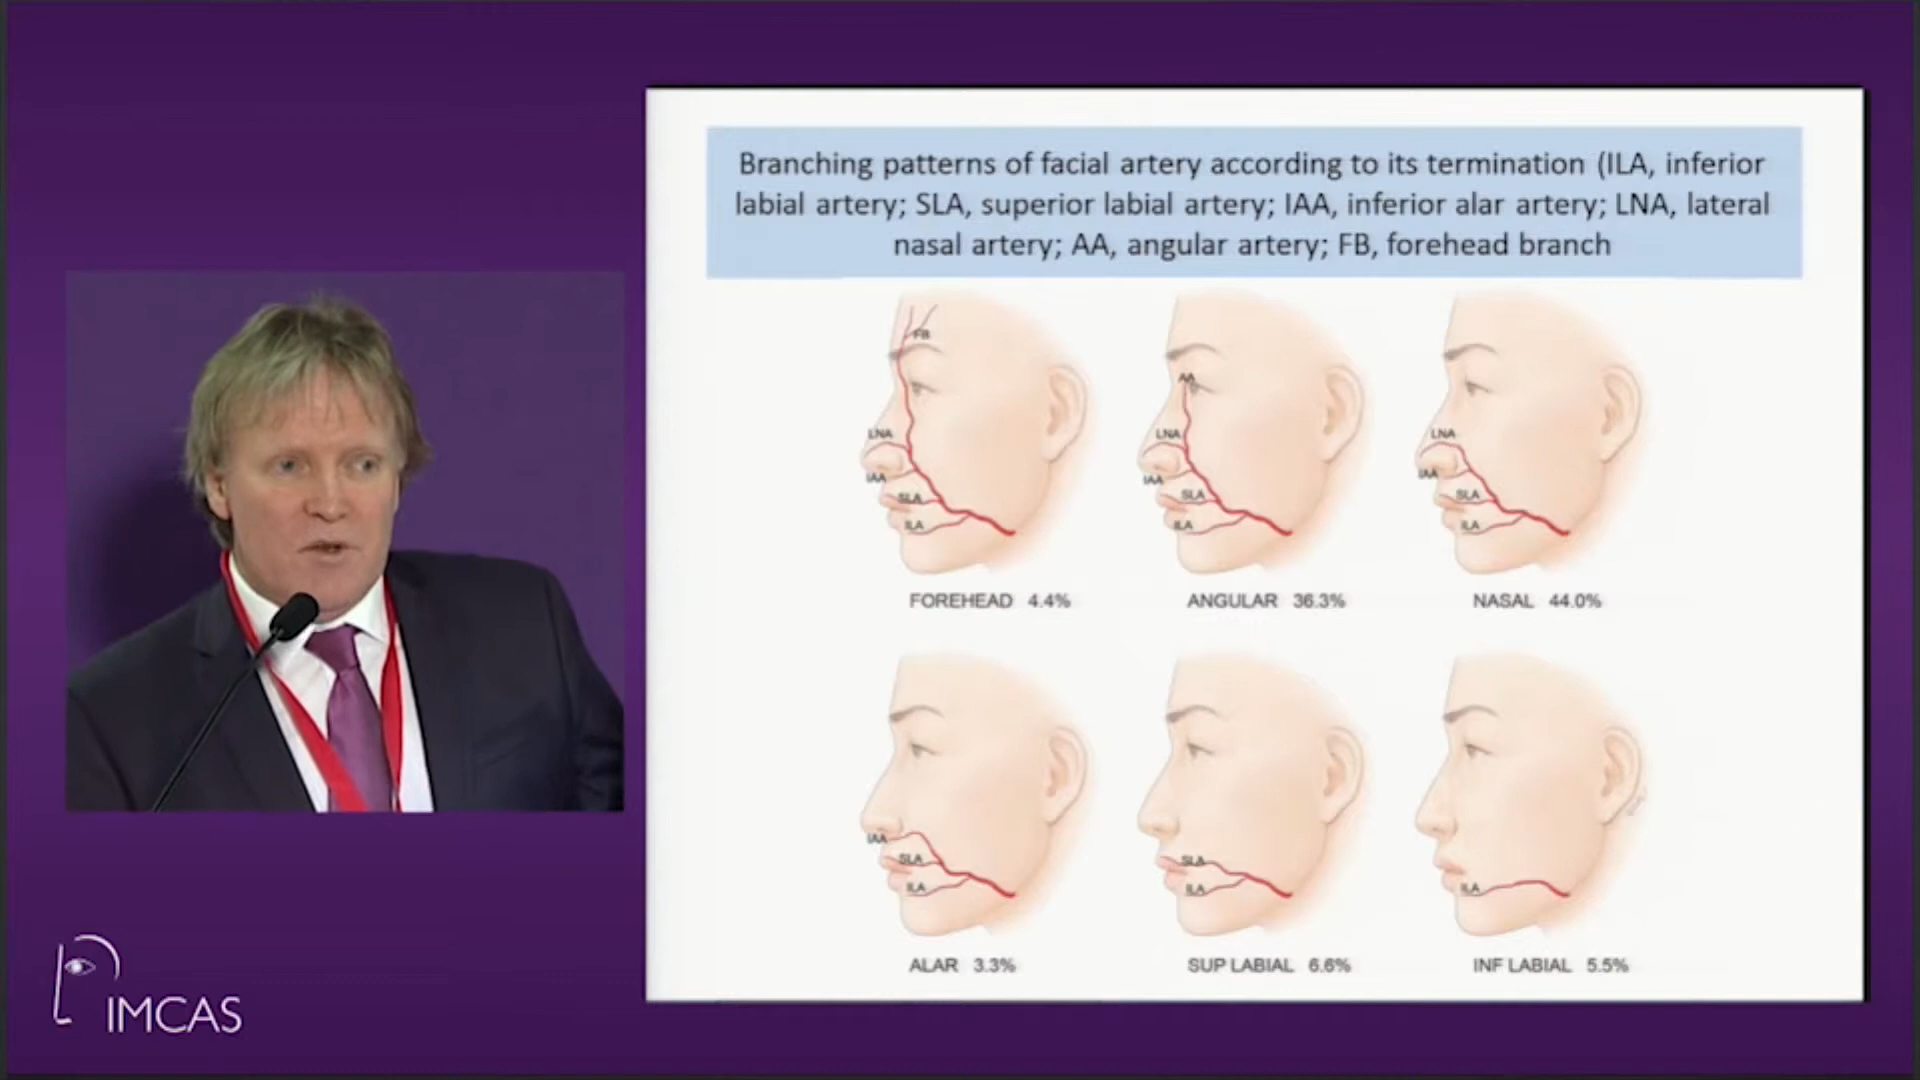 Branching patterns of facial artery according to its termination (ILA, inferior
labial artery; SLA, superior labial artery; IAA, inferior alar artery; LNA, lateral
nasal artery; AA, angular artery; FB, forehead branch
FB
LNA
IAA
SLA
ILA
FOREHEAD 4.4%
AA
LNA
IAA
SLA
ILA
ANGULAR 36.3%
LNA
IAA
SLA
ILA
NASAL 44.0%
IAA
SLA
ILA
ALAR 3.3%
SLA
ILA
SUP LABIAL 6.6%
ILA
INF LABIAL 5.5%
IMCAS